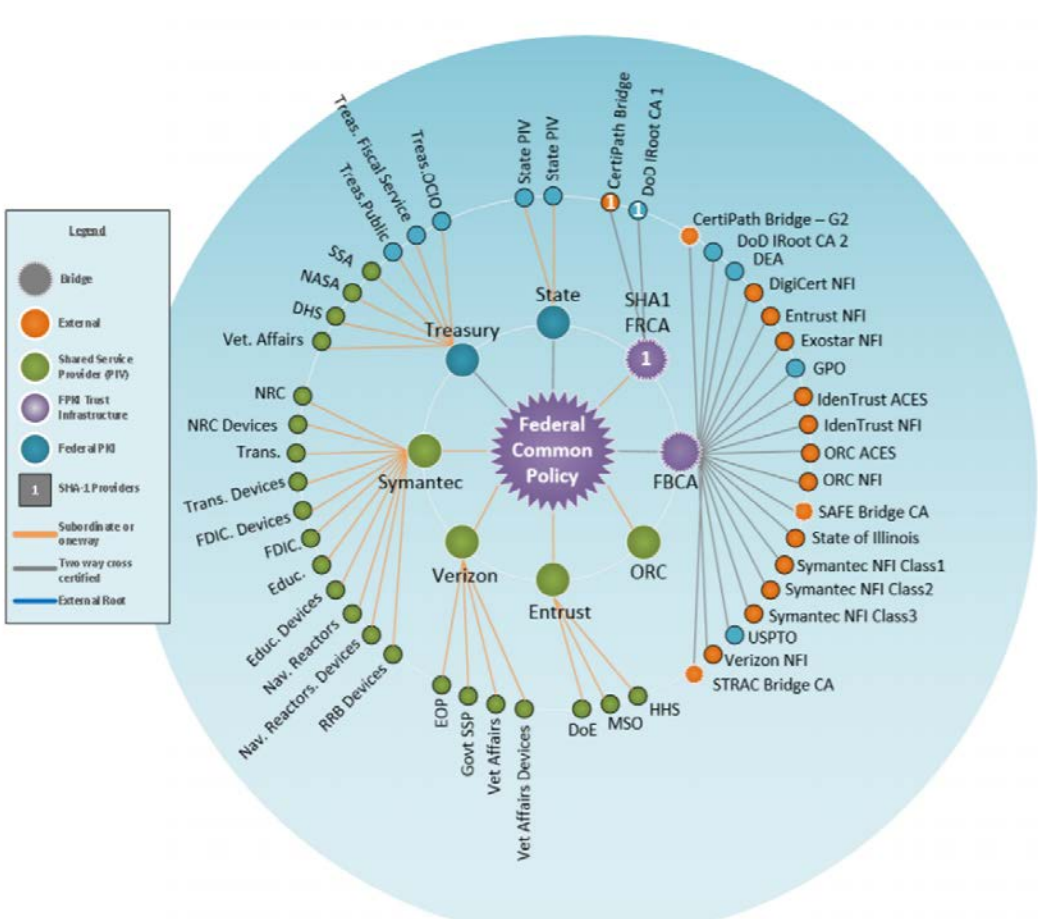 Legend
Bridge
External
Shared Service
Provider (PIV)
FPKI Trust
Infrastructure
Federal PKI
1
SHA-1 Providers
Subordinate or
oneway
Two way cross
certified
External Root
Federal
Common
Policy
State
State PIV
State PIV
SHA1
FRCA
1
1
CertiPath Bridge
1
DoD IRoot CA 1
FBCA
CertiPath Bridge – G2
DoD IRoot CA 2
DEA
DigiCert NFI
Entrust NFI
Exostar NFI
GPO
IdenTrust ACES
IdenTrust NFI
ORC ACES
ORC NFI
SAFE Bridge CA
State of Illinois
Symantec NFI Class1
Symantec NFI Class2
Symantec NFI Class3
USPTO
Verizon NFI
STRAC Bridge CA
ORC
Entrust
HHS
MSO
DoE
Verizon
Vet Affairs Devices
Vet Affairs
Govt SSP
EOP
Symantec
RRB Devices
Nav. Reactors. Devices
Nav. Reactors
Educ. Devices
Educ.
FDIC.
FDIC. Devices
Trans. Devices
Trans.
NRC Devices
NRC
Treasury
Vet. Affairs
DHS
NASA
SSA
Treas.Public
Treas. Fiscal Service
Treas.OCIO